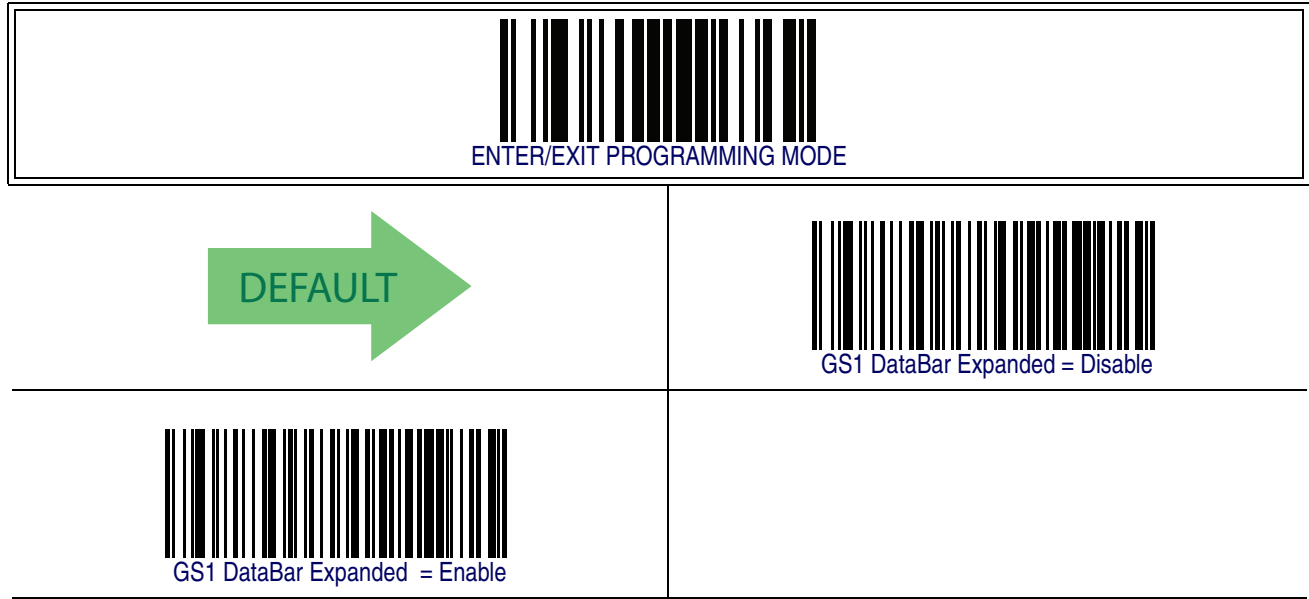 ENTER/EXIT PROGRAMMING MODE
DEFAULT
GS1 DataBar Expanded = Disable
GS1 DataBar Expanded = Enable